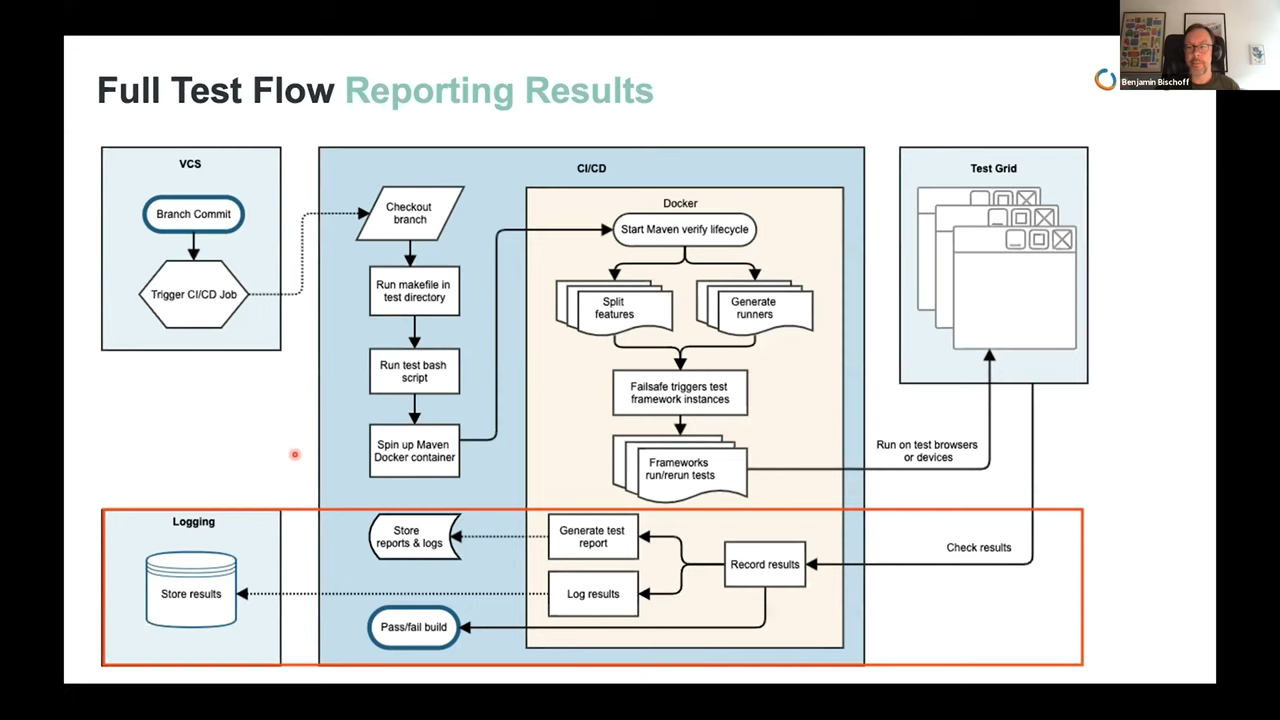 Full Test Flow Reporting Results
Benjamin Bischoff
VCS
Branch Commit
Trigger CI/CD Job
CI/CD
Checkout
branch
Run makefile in
test directory
Run test bash
script
Spin up Maven
Docker container
Docker
Start Maven verify lifecycle
Split
features
Generate
runners
Failsafe triggers test
framework instances
Frameworks
run/rerun tests
Test Grid
Run on test browsers
or devices
Check results
Record results
Generate test
report
Log results
Store
reports & logs
Pass/fail build
Logging
Store results